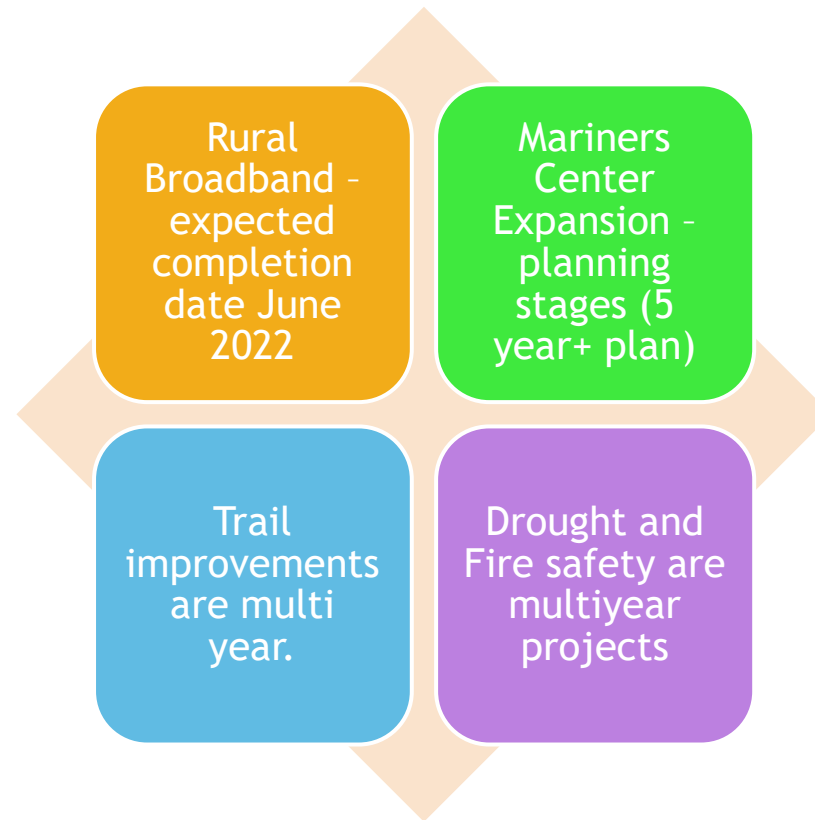 Rural
Broadband –
expected
completion
date June
2022
Mariners
Center
Expansion –
planning
stages (5
year+ plan)
Trail
improvements
are multi
year.
Drought and
Fire safety are
multiyear
projects